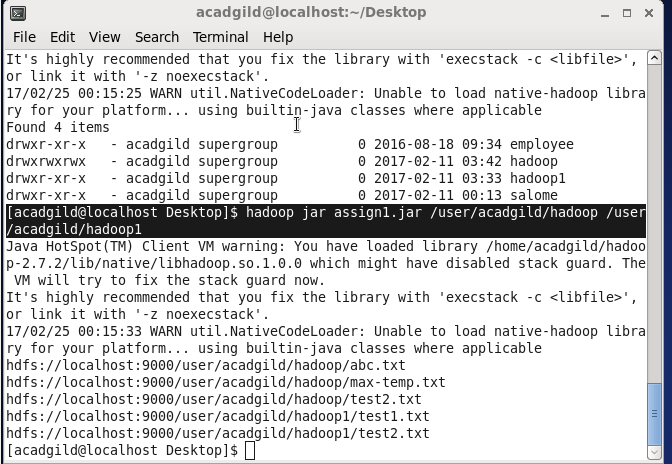 acadgild@localhost:~/Desktop
File Edit View Search Terminal Help
It's highly recommended that you fix the library with 'execstack -c <libfile>',
or link it with '-z noexecstack'.
17/02/25 00:15:25 WARN util.NativeCodeLoader: Unable to load native-hadoop libra
ry for your platform... using builtin-java classes where applicable
Found 4 items
drwxr-xr-x   - acadgild supergroup          0 2016-08-18 09:34 employee
drwxrwxrwx   - acadgild supergroup          0 2017-02-11 03:42 hadoop
drwxr-xr-x   - acadgild supergroup          0 2017-02-11 03:33 hadoop1
drwxr-xr-x   - acadgild supergroup          0 2017-02-11 00:13 salome
[acadgild@localhost Desktop]$ hadoop jar assign1.jar /user/acadgild/hadoop /user
/acadgild/hadoop1
Java HotSpot(TM) Client VM warning: You have loaded library /home/acadgild/hadoo
p-2.7.2/lib/native/libhadoop.so.1.0.0 which might have disabled stack guard. The
 VM will try to fix the stack guard now.
It's highly recommended that you fix the library with 'execstack -c <libfile>',
or link it with '-z noexecstack'.
17/02/25 00:15:33 WARN util.NativeCodeLoader: Unable to load native-hadoop libra
ry for your platform... using builtin-java classes where applicable
hdfs://localhost:9000/user/acadgild/hadoop/abc.txt
hdfs://localhost:9000/user/acadgild/hadoop/max-temp.txt
hdfs://localhost:9000/user/acadgild/hadoop/test2.txt
hdfs://localhost:9000/user/acadgild/hadoop1/test1.txt
hdfs://localhost:9000/user/acadgild/hadoop1/test2.txt
[acadgild@localhost Desktop]$